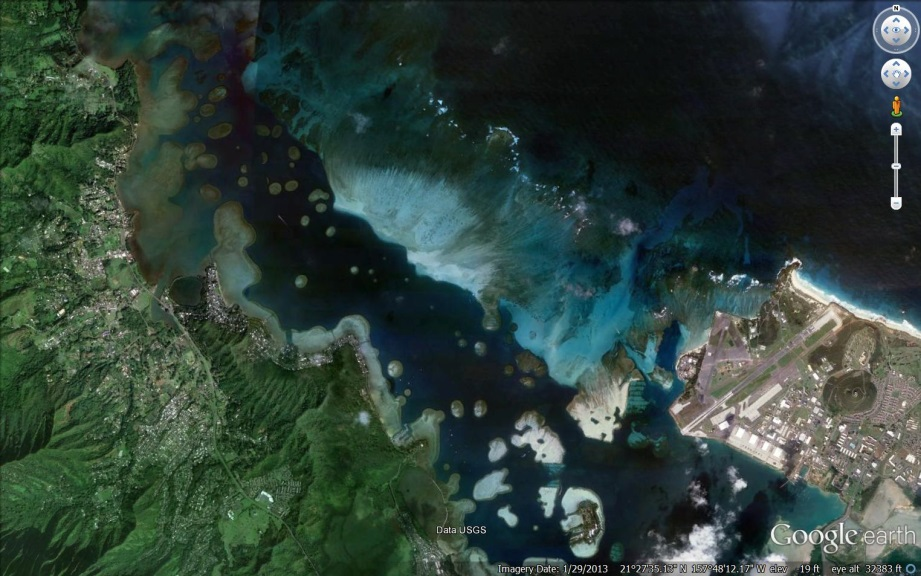 N
Data USGS
Google earth
Imagery Date: 1/29/2013 21°27'35.13" N 157°48'12.17" W elev 19 ft eye alt 32383 ft